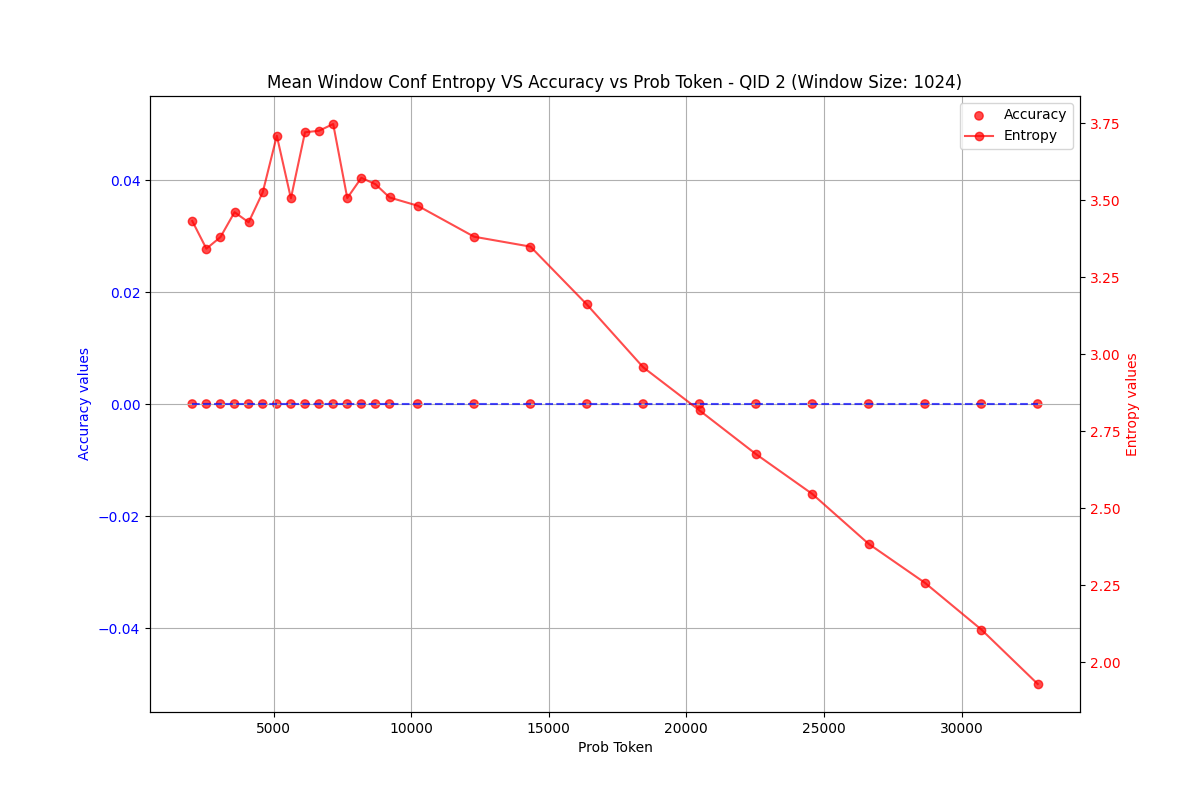 Mean Window Conf Entropy VS Accuracy vs Prob Token - QID 2 (Window Size: 1024)
Accuracy
Entropy
Accuracy values
0.04
0.02
0.00
−0.02
−0.04
3.75
3.50
3.25
3.00
2.75
2.50
2.25
2.00
Entropy values
5000 10000 15000 20000 25000 30000
Prob Token